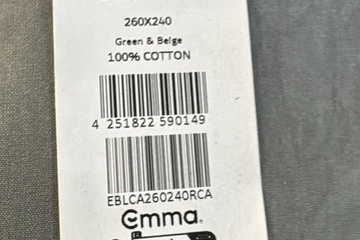 260X240
Green & Beige
100% COTTON
4 251822 590149
EBLCA260240RCA
emma